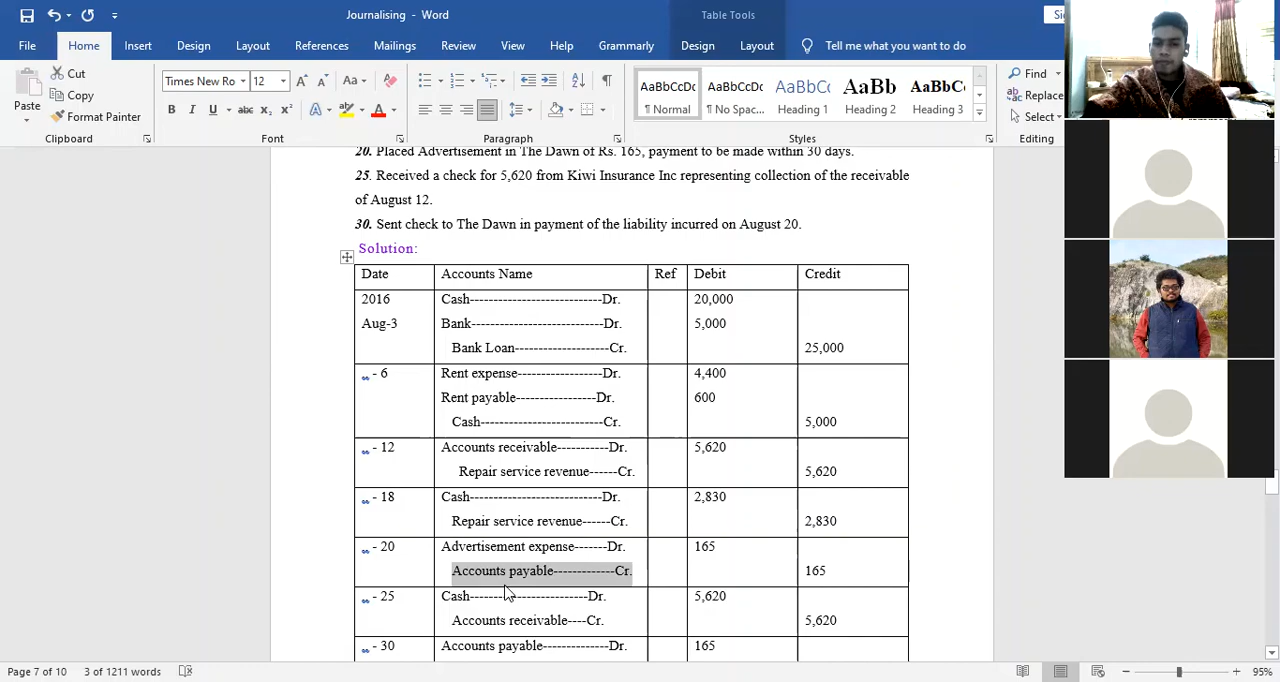 Journalising - Word
Table Tools
File
Home
Insert
Design
Layout
References
Mailings
Review
View
Help
Grammarly
Design
Layout
Tell me what you want to do
Paste
Cut
Copy
Format Painter
Clipboard
Times New Ro
12
Font
Paragraph
AaBbCcDc
¶ Normal
AaBbCcDc
¶ No Spac...
AaBbC
Heading 1
AaBb
Heading 2
AaBbC
Heading 3
Styles
Find
Replace
Select
Editing
20. Placed Advertisement in The Dawn of Rs. 165, payment to be made within 30 days.
25. Received a check for 5,620 from Kiwi Insurance Inc representing collection of the receivable
of August 12.
30. Sent check to The Dawn in payment of the liability incurred on August 20.
Solution:
Date Accounts Name Ref Debit Credit
2016 Cash----------------------------Dr. 20,000
Aug-3 Bank----------------------------Dr. 5,000
Bank Loan--------------------Cr. 25,000
„ - 6 Rent expense------------------Dr. 4,400
Rent payable-----------------Dr. 600
Cash--------------------------Cr. 5,000
„ - 12 Accounts receivable-----------Dr. 5,620
Repair service revenue------Cr. 5,620
„ - 18 Cash----------------------------Dr. 2,830
Repair service revenue------Cr. 2,830
„ - 20 Advertisement expense-------Dr. 165
Accounts payable-------------Cr. 165
„ - 25 Cash-------------------------Dr. 5,620
Accounts receivable----Cr. 5,620
- 30 Accounts payable--------------Dr. 165
Page 7 of 10
3 of 1211 words
95%